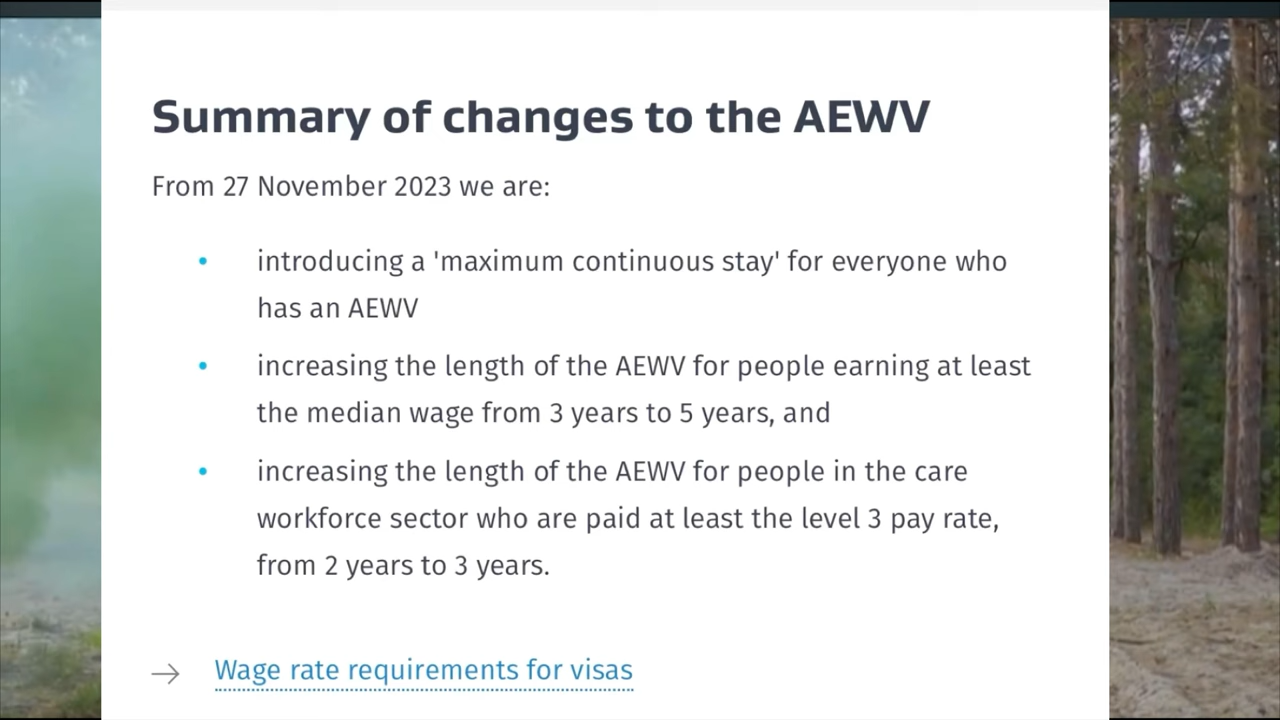 Summary of changes to the AEWV
From 27 November 2023 we are:
• introducing a 'maximum continuous stay' for everyone who
has an AEWV
• increasing the length of the AEWV for people earning at least
the median wage from 3 years to 5 years, and
• increasing the length of the AEWV for people in the care
workforce sector who are paid at least the level 3 pay rate,
from 2 years to 3 years.
→ Wage rate requirements for visas